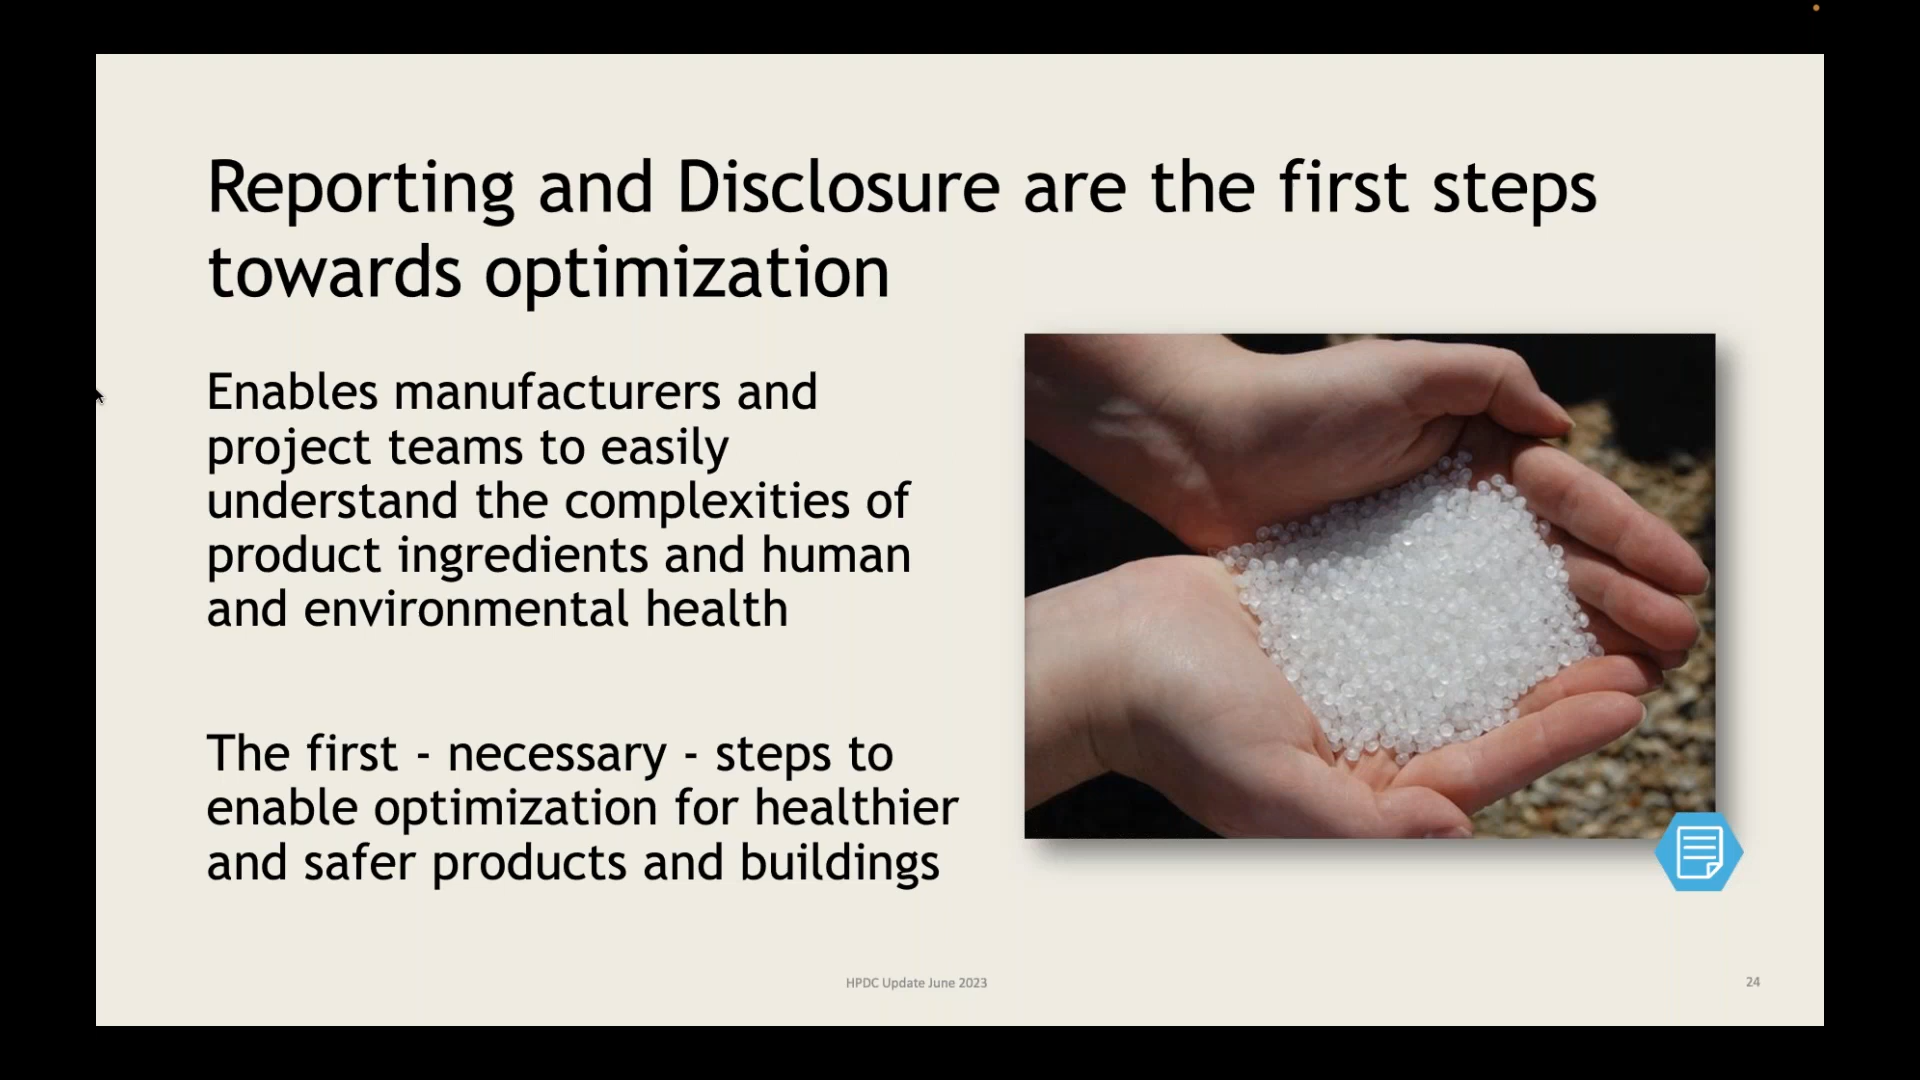 Reporting and Disclosure are the first steps
towards optimization
Enables manufacturers and
project teams to easily
understand the complexities of
product ingredients and human
and environmental health
The first - necessary - steps to
enable optimization for healthier
and safer products and buildings
HPDC Update June 2023
24